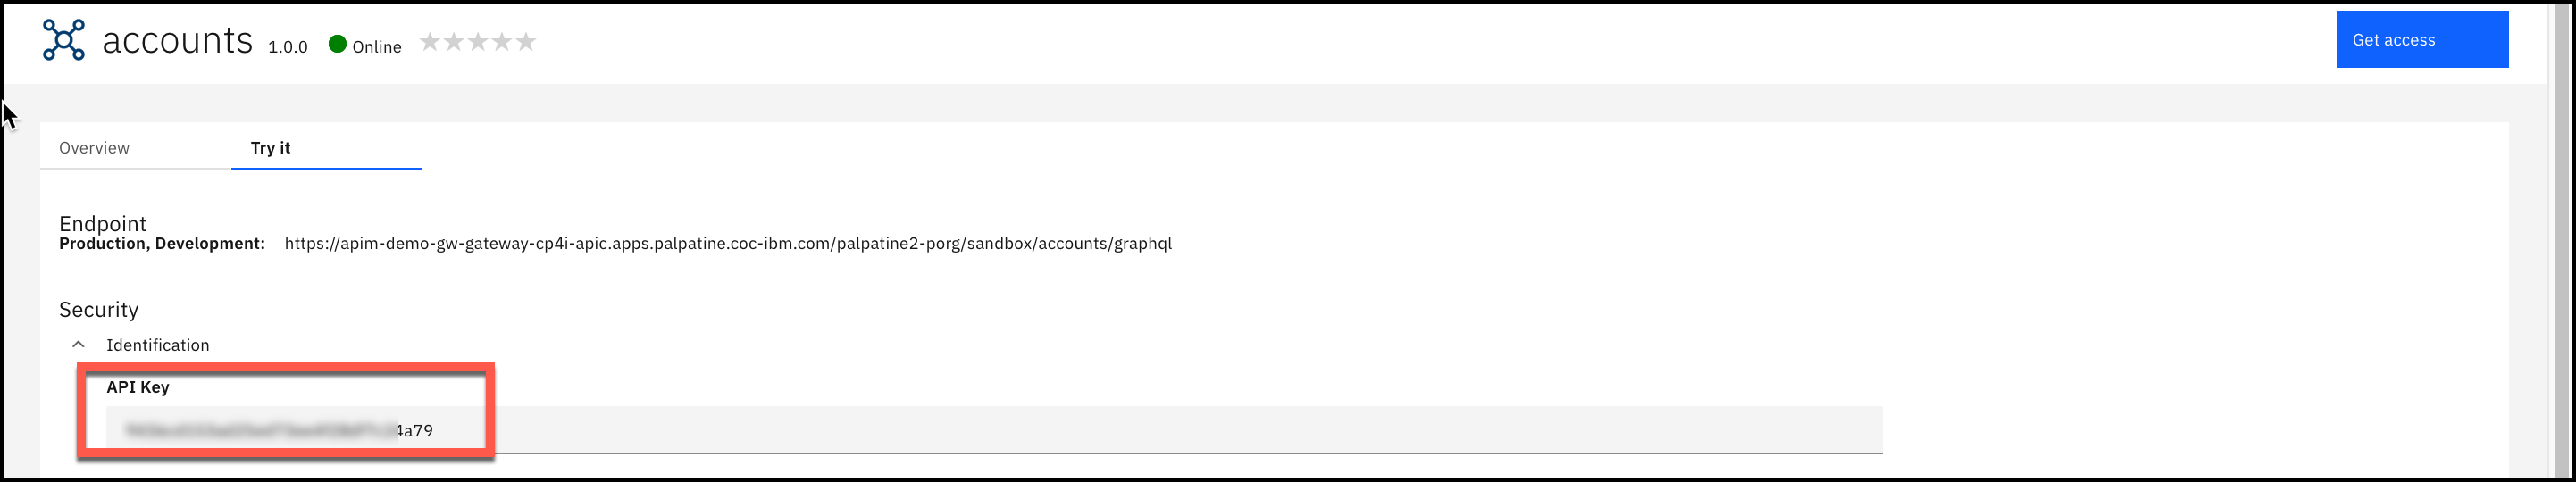 accounts 1.0.0 Online
Get access
Overview Try it
Endpoint
Production, Development: https://apim-demo-gw-gateway-cp4i-apic.apps.palpatine.coc-ibm.com/palpatine2-porg/sandbox/accounts/graphql
Security
Identification
API Key
4a79